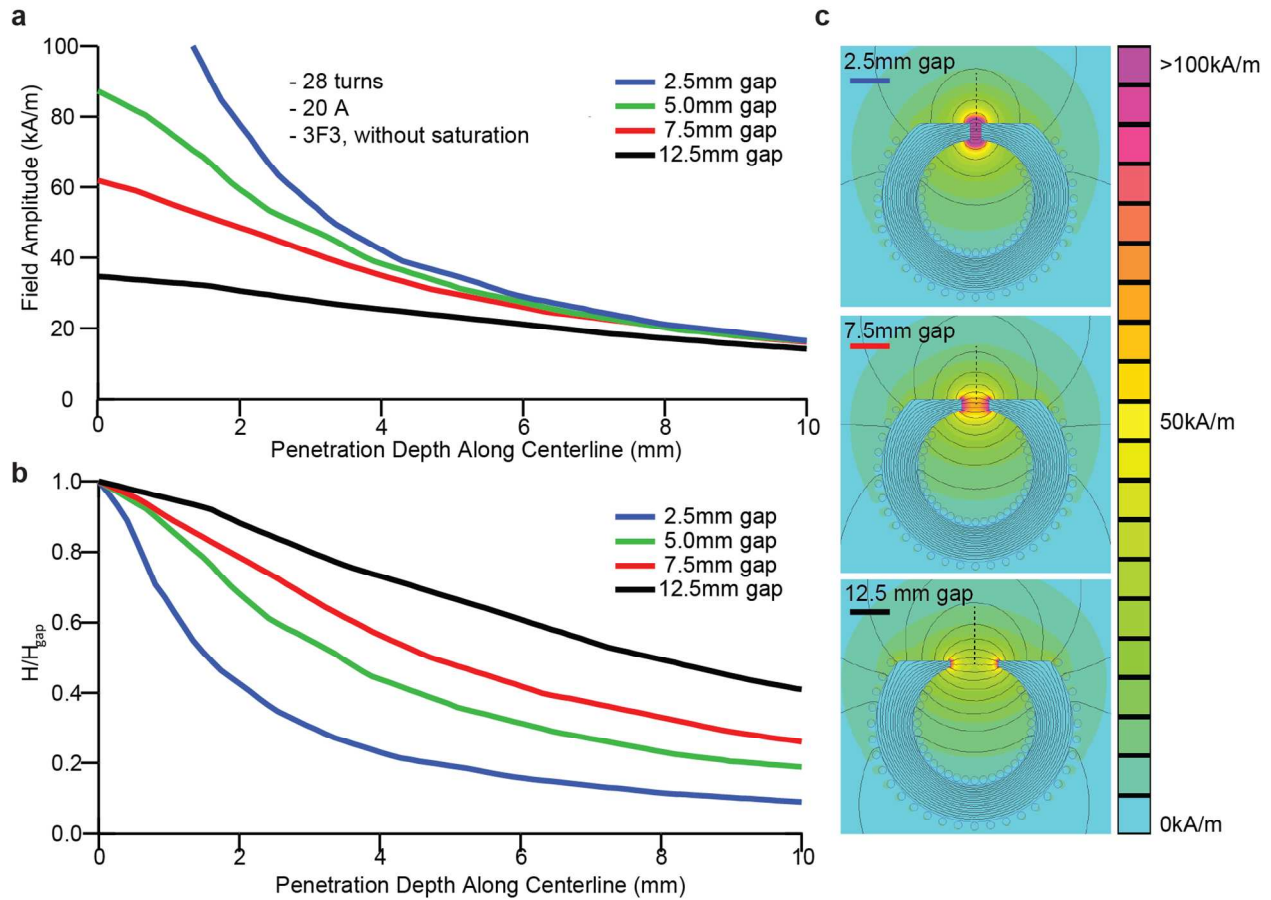 a
100
80
60
40
20
0
Field Amplitude (kA/m)
- 28 turns
- 20 A
- 3F3, without saturation
2.5mm gap
5.0mm gap
7.5mm gap
12.5mm gap
0 2 4 6 8 10
Penetration Depth Along Centerline (mm)
b
1.0
0.8
0.6
0.4
0.2
0.0
H/Hgap
2.5mm gap
5.0mm gap
7.5mm gap
12.5mm gap
0 2 4 6 8 10
Penetration Depth Along Centerline (mm)
c
2.5mm gap
7.5mm gap
12.5 mm gap
>100kA/m
50kA/m
0kA/m